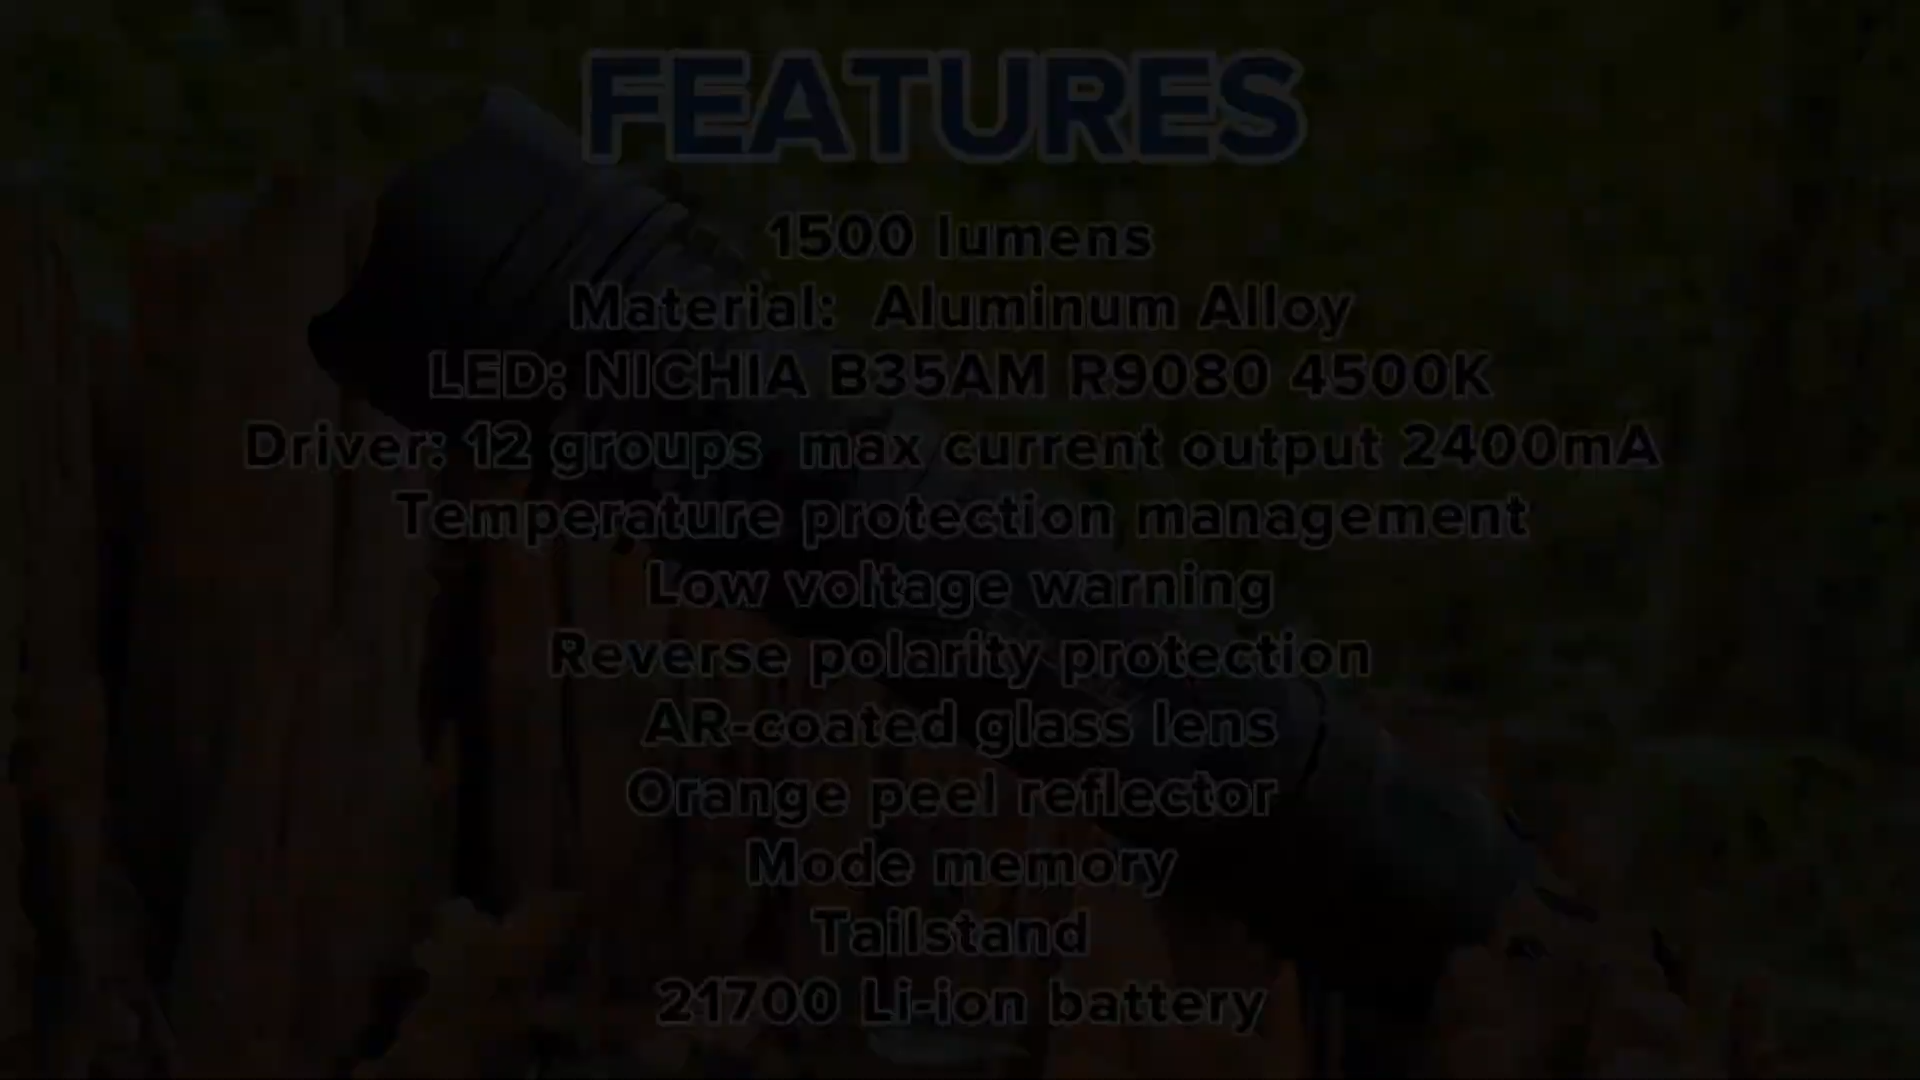 FEATURES
1500 lumens
Material: Aluminum Alloy
LED: NICHIA B35AM R9080 4500K
Driver: 12 groups max current output 2400mA
Temperature protection management
Low voltage warning
Reverse polarity protection
AR-coated glass lens
Orange peel reflector
Mode memory
Tailstand
21700 Li-ion battery